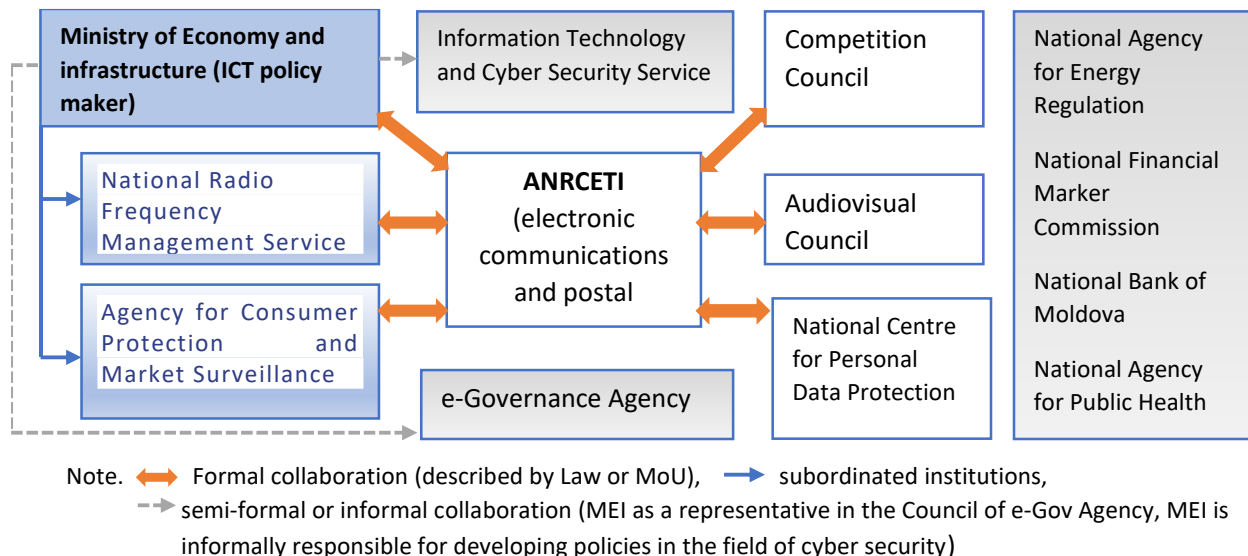 Ministry of Economy and
infrastructure (ICT policy
maker)
Information Technology
and Cyber Security Service
Competition
Council
National Agency
for Energy
Regulation
National Financial
Marker
Commission
National Bank of
Moldova
National Agency
for Public Health
National Radio
Frequency
Management Service
ANRCETI
(electronic
communications
and postal
Audiovisual
Council
Agency for Consumer
Protection and
Market Surveillance
National Centre
for Personal
Data Protection
e-Governance Agency
Note. Formal collaboration (described by Law or MoU), subordinated institutions,
semi-formal or informal collaboration (MEI as a representative in the Council of e-Gov Agency, MEI is
informally responsible for developing policies in the field of cyber security)